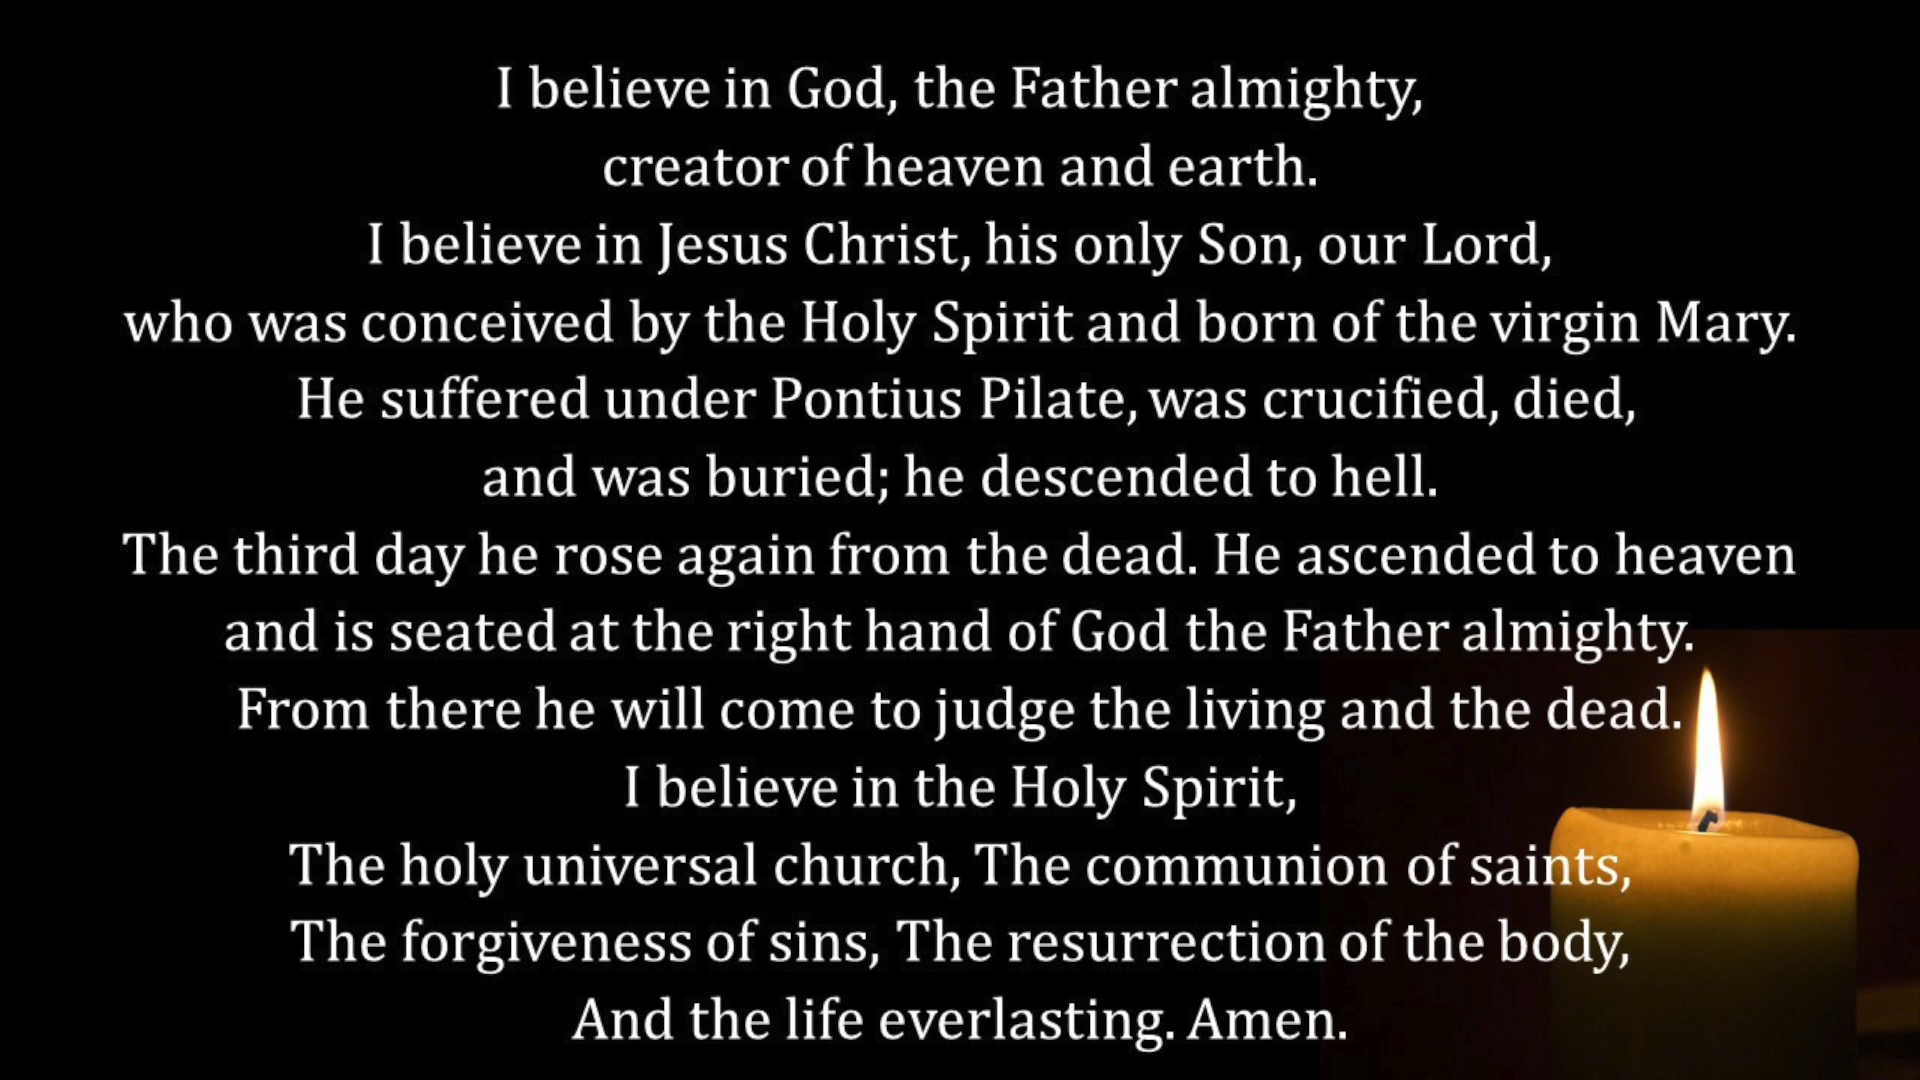 I believe in God, the Father almighty,
creator of heaven and earth.
I believe in Jesus Christ, his only Son, our Lord,
who was conceived by the Holy Spirit and born of the virgin Mary.
He suffered under Pontius Pilate, was crucified, died,
and was buried; he descended to hell.
The third day he rose again from the dead. He ascended to heaven
and is seated at the right hand of God the Father almighty.
From there he will come to judge the living and the dead.
I believe in the Holy Spirit,
The holy universal church, The communion of saints,
The forgiveness of sins, The resurrection of the body,
And the life everlasting. Amen.